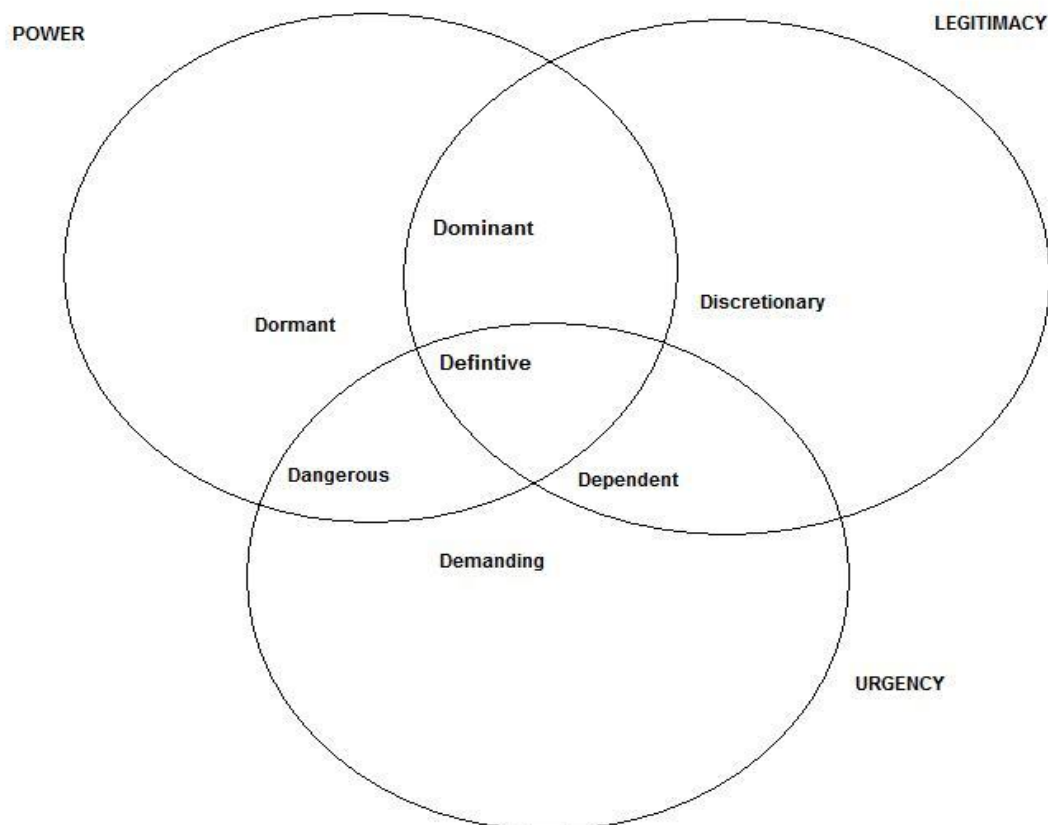 POWER
LEGITIMACY
Dominant
Discretionary
Dormant
Defintive
Dangerous
Dependent
Demanding
URGENCY